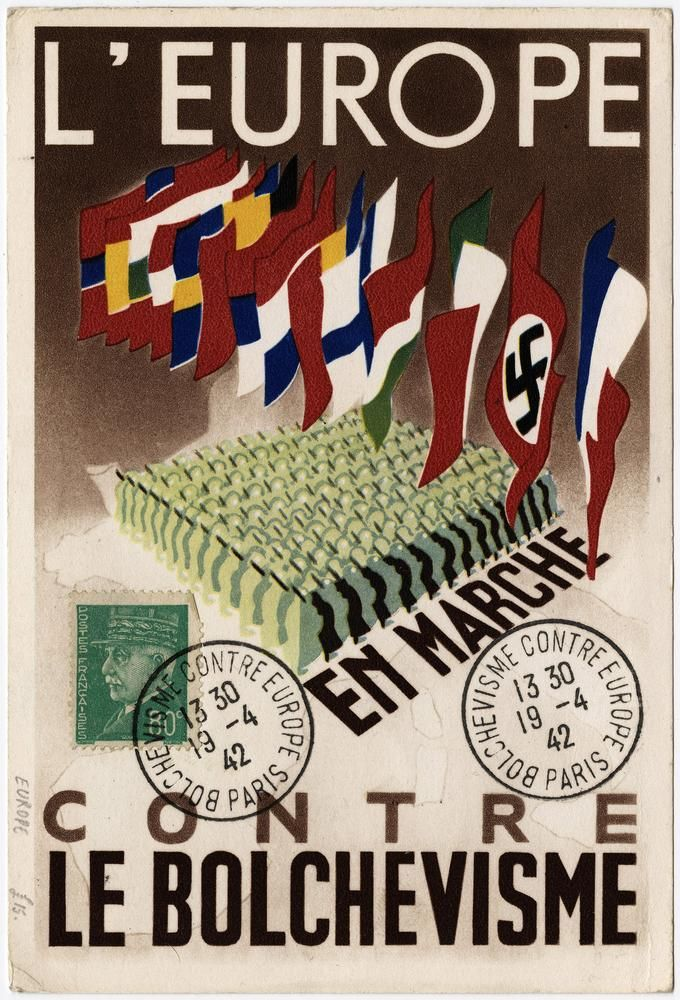 L'EUROPE
EN MARCHE
POSTES FRANÇAISES
BOLCHEVISME CONTRE EUROPE
13 30
19 -4
42
PARIS
BOLCHEVISME CONTRE EUROPE
13 30
19 -4
42
PARIS
CONTRE
LE BOLCHEVISME
EUROPE £15.